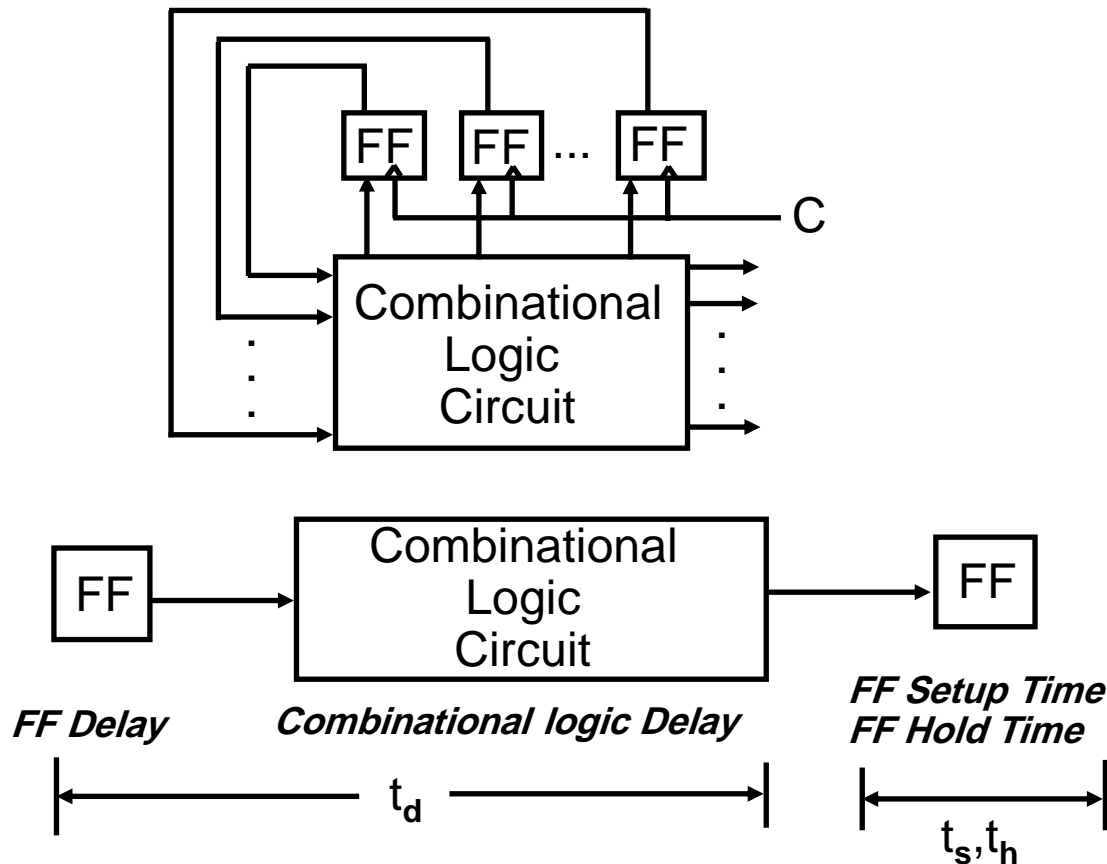 FF FF ... FF
C
Combinational
Logic
Circuit
FF
Combinational
Logic
Circuit
FF
FF Delay
Combinational logic Delay
FF Setup Time
FF Hold Time
td
ts,th